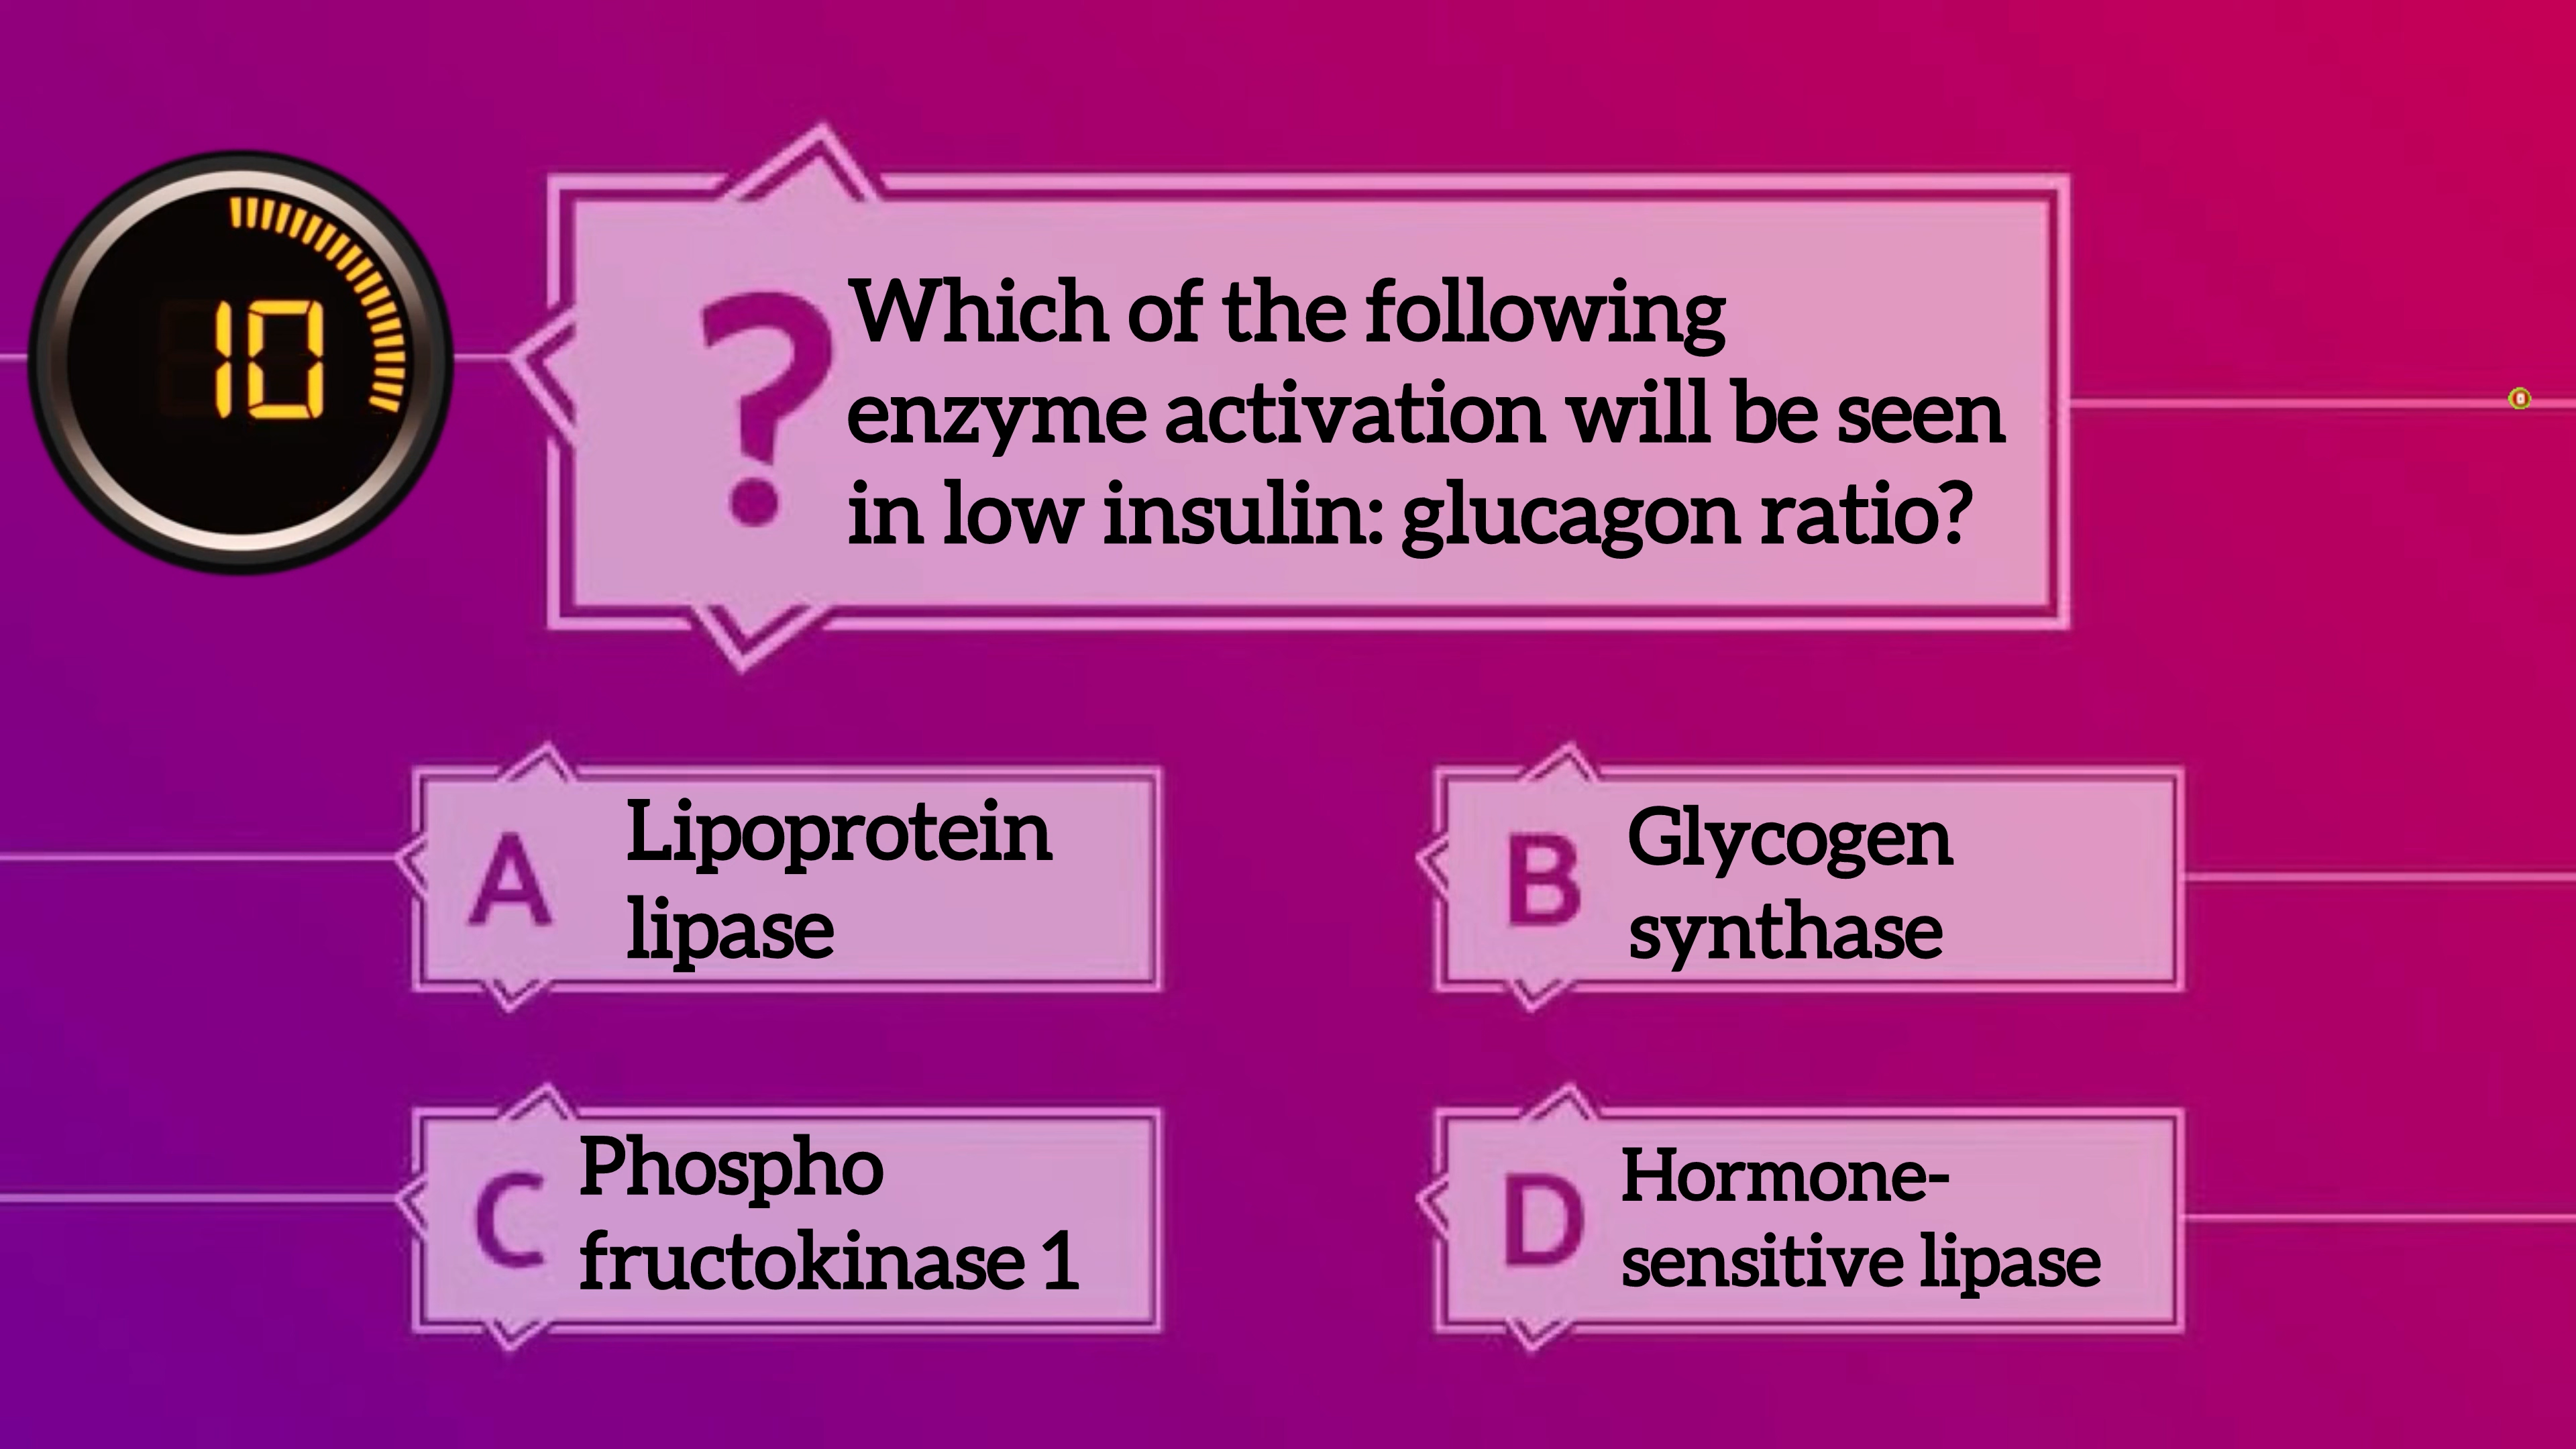 10
?
Which of the following
enzyme activation will be seen
in low insulin: glucagon ratio?
A
Lipoprotein
lipase
B
Glycogen
synthase
C
Phospho
fructokinase 1
D
Hormone-
sensitive lipase